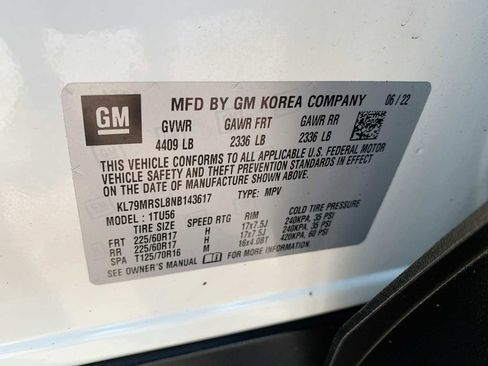 GM
MFD BY GM KOREA COMPANY 06/22
GVWR GAWR FRT GAWR RR
4409 LB 2336 LB 2336 LB
THIS VEHICLE CONFORMS TO ALL APPLICABLE U.S. FEDERAL MOTOR
VEHICLE SAFETY AND THEFT PREVENTION STANDARDS IN EFFECT
ON THE DATE OF MANUFACTURE SHOWN ABOVE.
KL79MRSL8NB143617 TYPE: MPV
MODEL: 1TU56
TIRE SIZE SPEED RTG RIM COLD TIRE PRESSURE
FRT 225/60R17 H 17x7.5J 240KPA, 35 PSI
RR 225/60R17 H 17x7.5J 240KPA, 35 PSI
SPA T125/70R16 M 16x4.0BT 420KPA, 60 PSI
SEE OWNER'S MANUAL